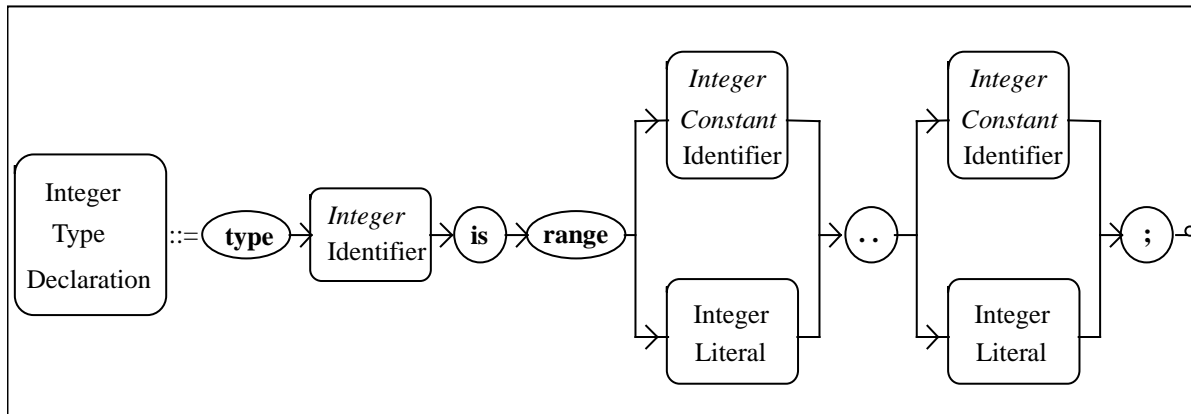 Integer
Type
Declaration
::=
type
Integer
Identifier
is
range
Integer
Constant
Identifier
Integer
Literal
. .
Integer
Constant
Identifier
Integer
Literal
;